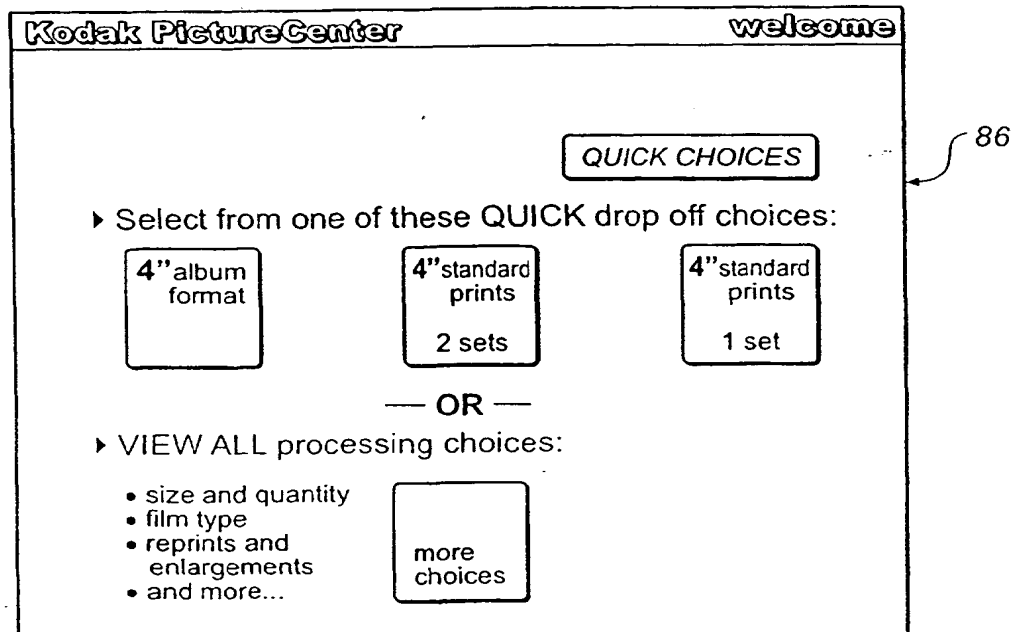 Kodak PictureCenter welcome
QUICK CHOICES
86
▸ Select from one of these QUICK drop off choices:
4” album
format
4” standard
prints
2 sets
4” standard
prints
1 set
— OR —
▸ VIEW ALL processing choices:
• size and quantity
• film type
• reprints and
enlargements
• and more...
more
choices